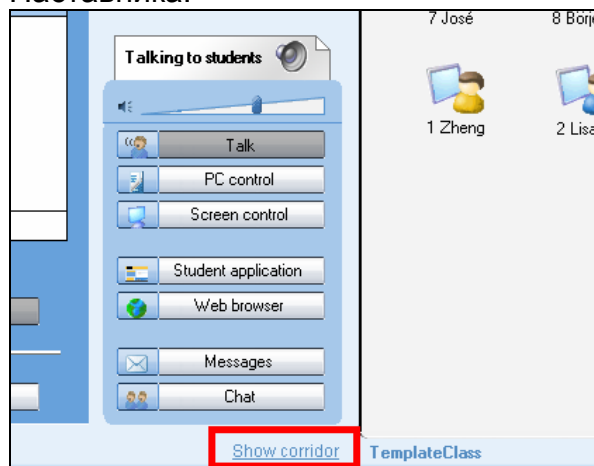 Наставника.
7 José
8 Börje
Talking to students
1 Zheng
2 Lisa
Talk
PC control
Screen control
Student application
Web browser
Messages
Chat
Show corridor
TemplateClass